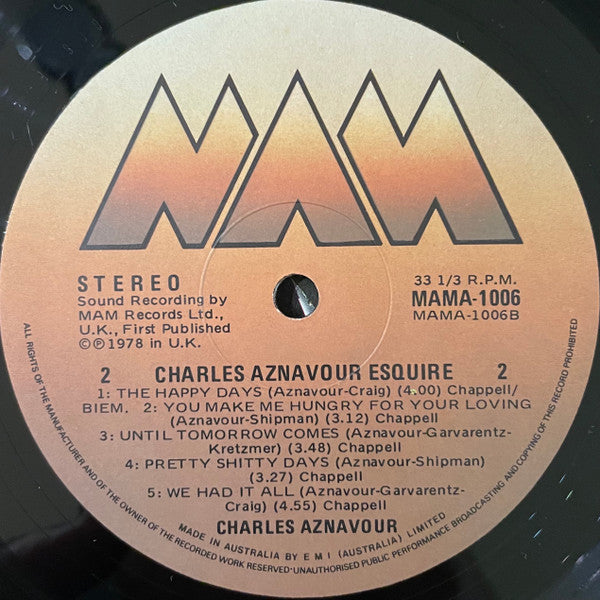 MAM
STEREO
Sound Recording by
MAM Records Ltd.,
U.K., First Published
©℗1978 in U.K.
33 1/3 R.P.M.
MAMA-1006
MAMA-1006B
2 CHARLES AZNAVOUR ESQUIRE 2
1: THE HAPPY DAYS (Aznavour-Craig) (4.00) Chappell/
BIEM. 2: YOU MAKE ME HUNGRY FOR YOUR LOVING
(Aznavour-Shipman) (3.12) Chappell
3: UNTIL TOMORROW COMES (Aznavour-Garvarentz-
Kretzmer) (3.48) Chappell
4: PRETTY SHITTY DAYS (Aznavour-Shipman)
(3.27) Chappell
5: WE HAD IT ALL (Aznavour-Garvarentz-
Craig) (4.55) Chappell
CHARLES AZNAVOUR
MADE IN AUSTRALIA BY E M I (AUSTRALIA) LIMITED
ALL RIGHTS OF THE MANUFACTURER AND OF THE OWNER OF THE RECORDED WORK RESERVED·UNAUTHORISED PUBLIC PERFORMANCE BROADCASTING AND COPYING OF THIS RECORD PROHIBITED